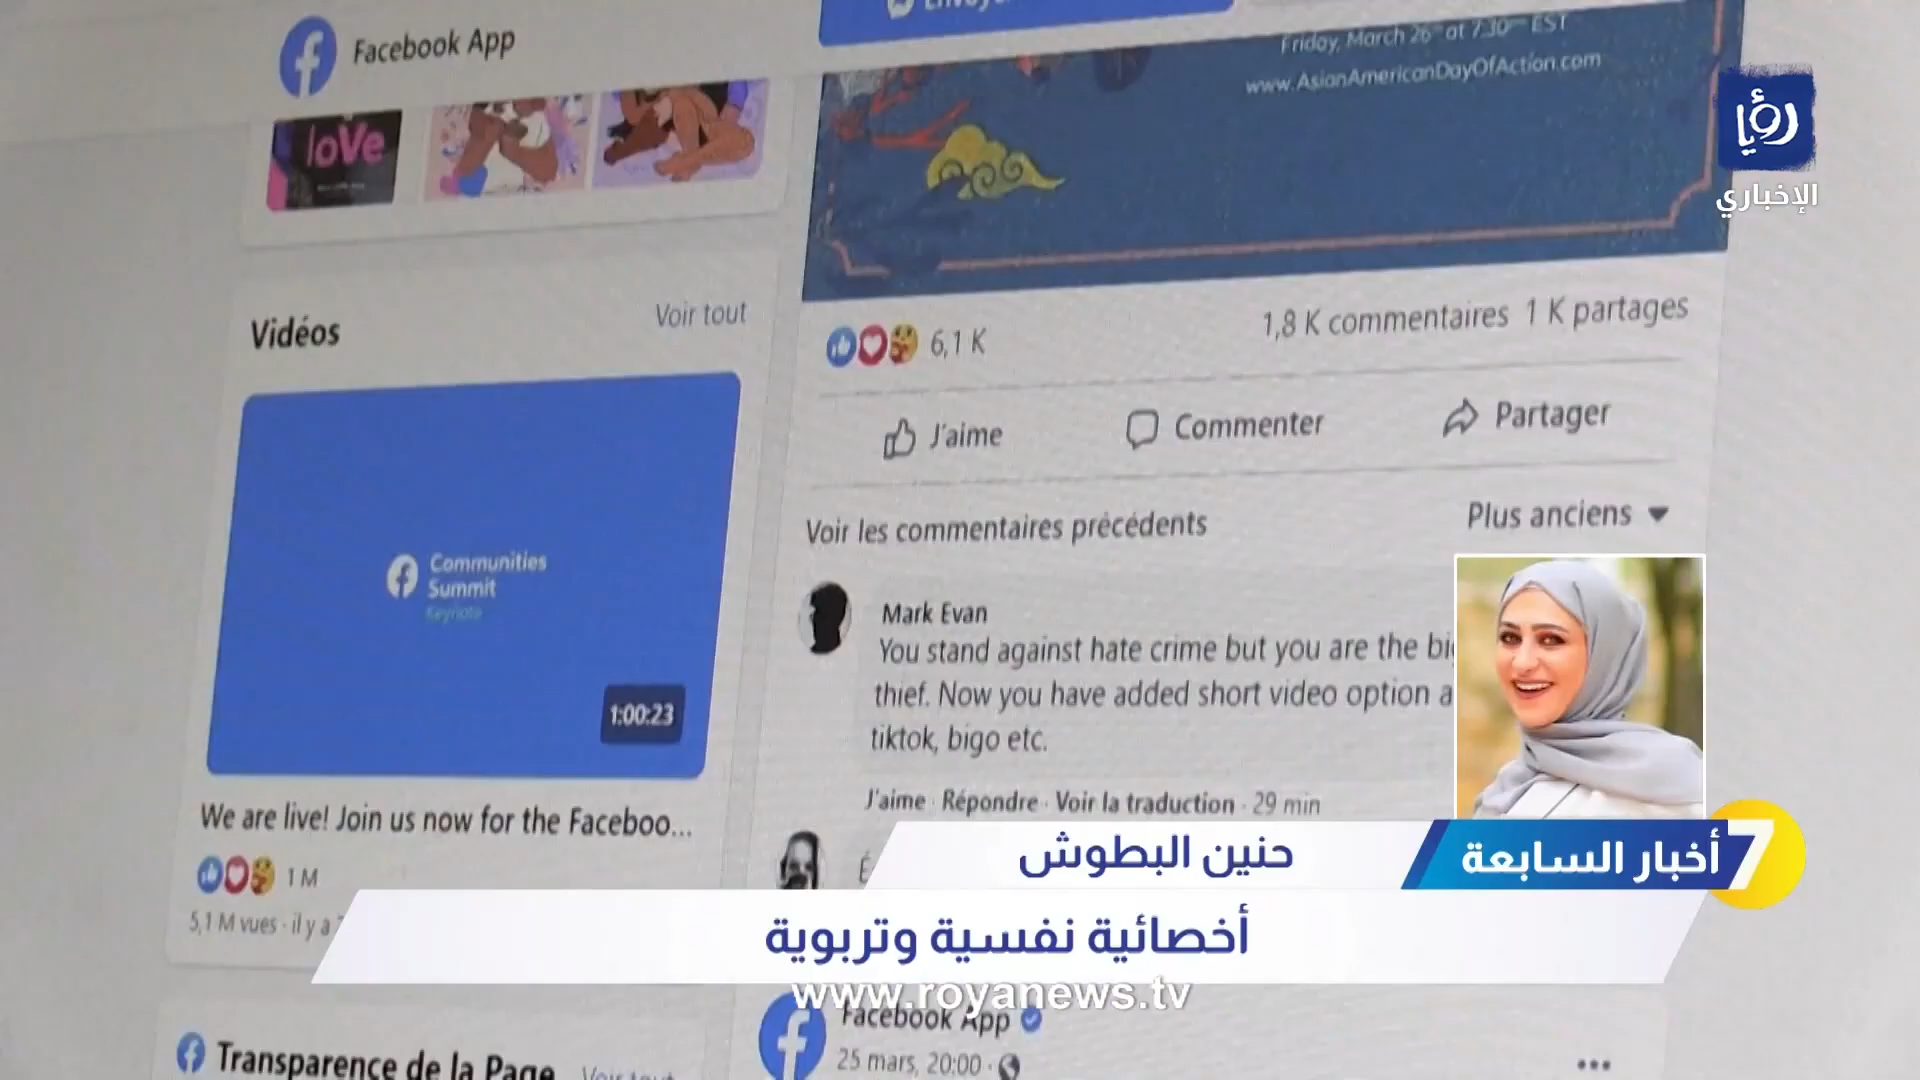 Facebook App
loVe
Vidéos
Voir tout
Communities
Summit
Keynote
1:00:23
We are live! Join us now for the Faceboo...
1 M
5,1 M vues · il y a
Transparence de la Page
Voir tout
Friday, March 26 at 7:30 EST
www.AsianAmericanDayOfAction.com
6,1 K
1,8 K commentaires 1 K partages
J'aime
Commenter
Partager
Voir les commentaires précédents
Plus anciens
Mark Evan
You stand against hate crime but you are the
thief. Now you have added short video option
tiktok, bigo etc.
J'aime · Répondre · Voir la traduction · 29 min
Facebook App
25 mars, 20:00
رؤيا
الإخباري
أخبار السابعة 7
حنين البطوش
أخصائية نفسية وتربوية
www.royanews.tv